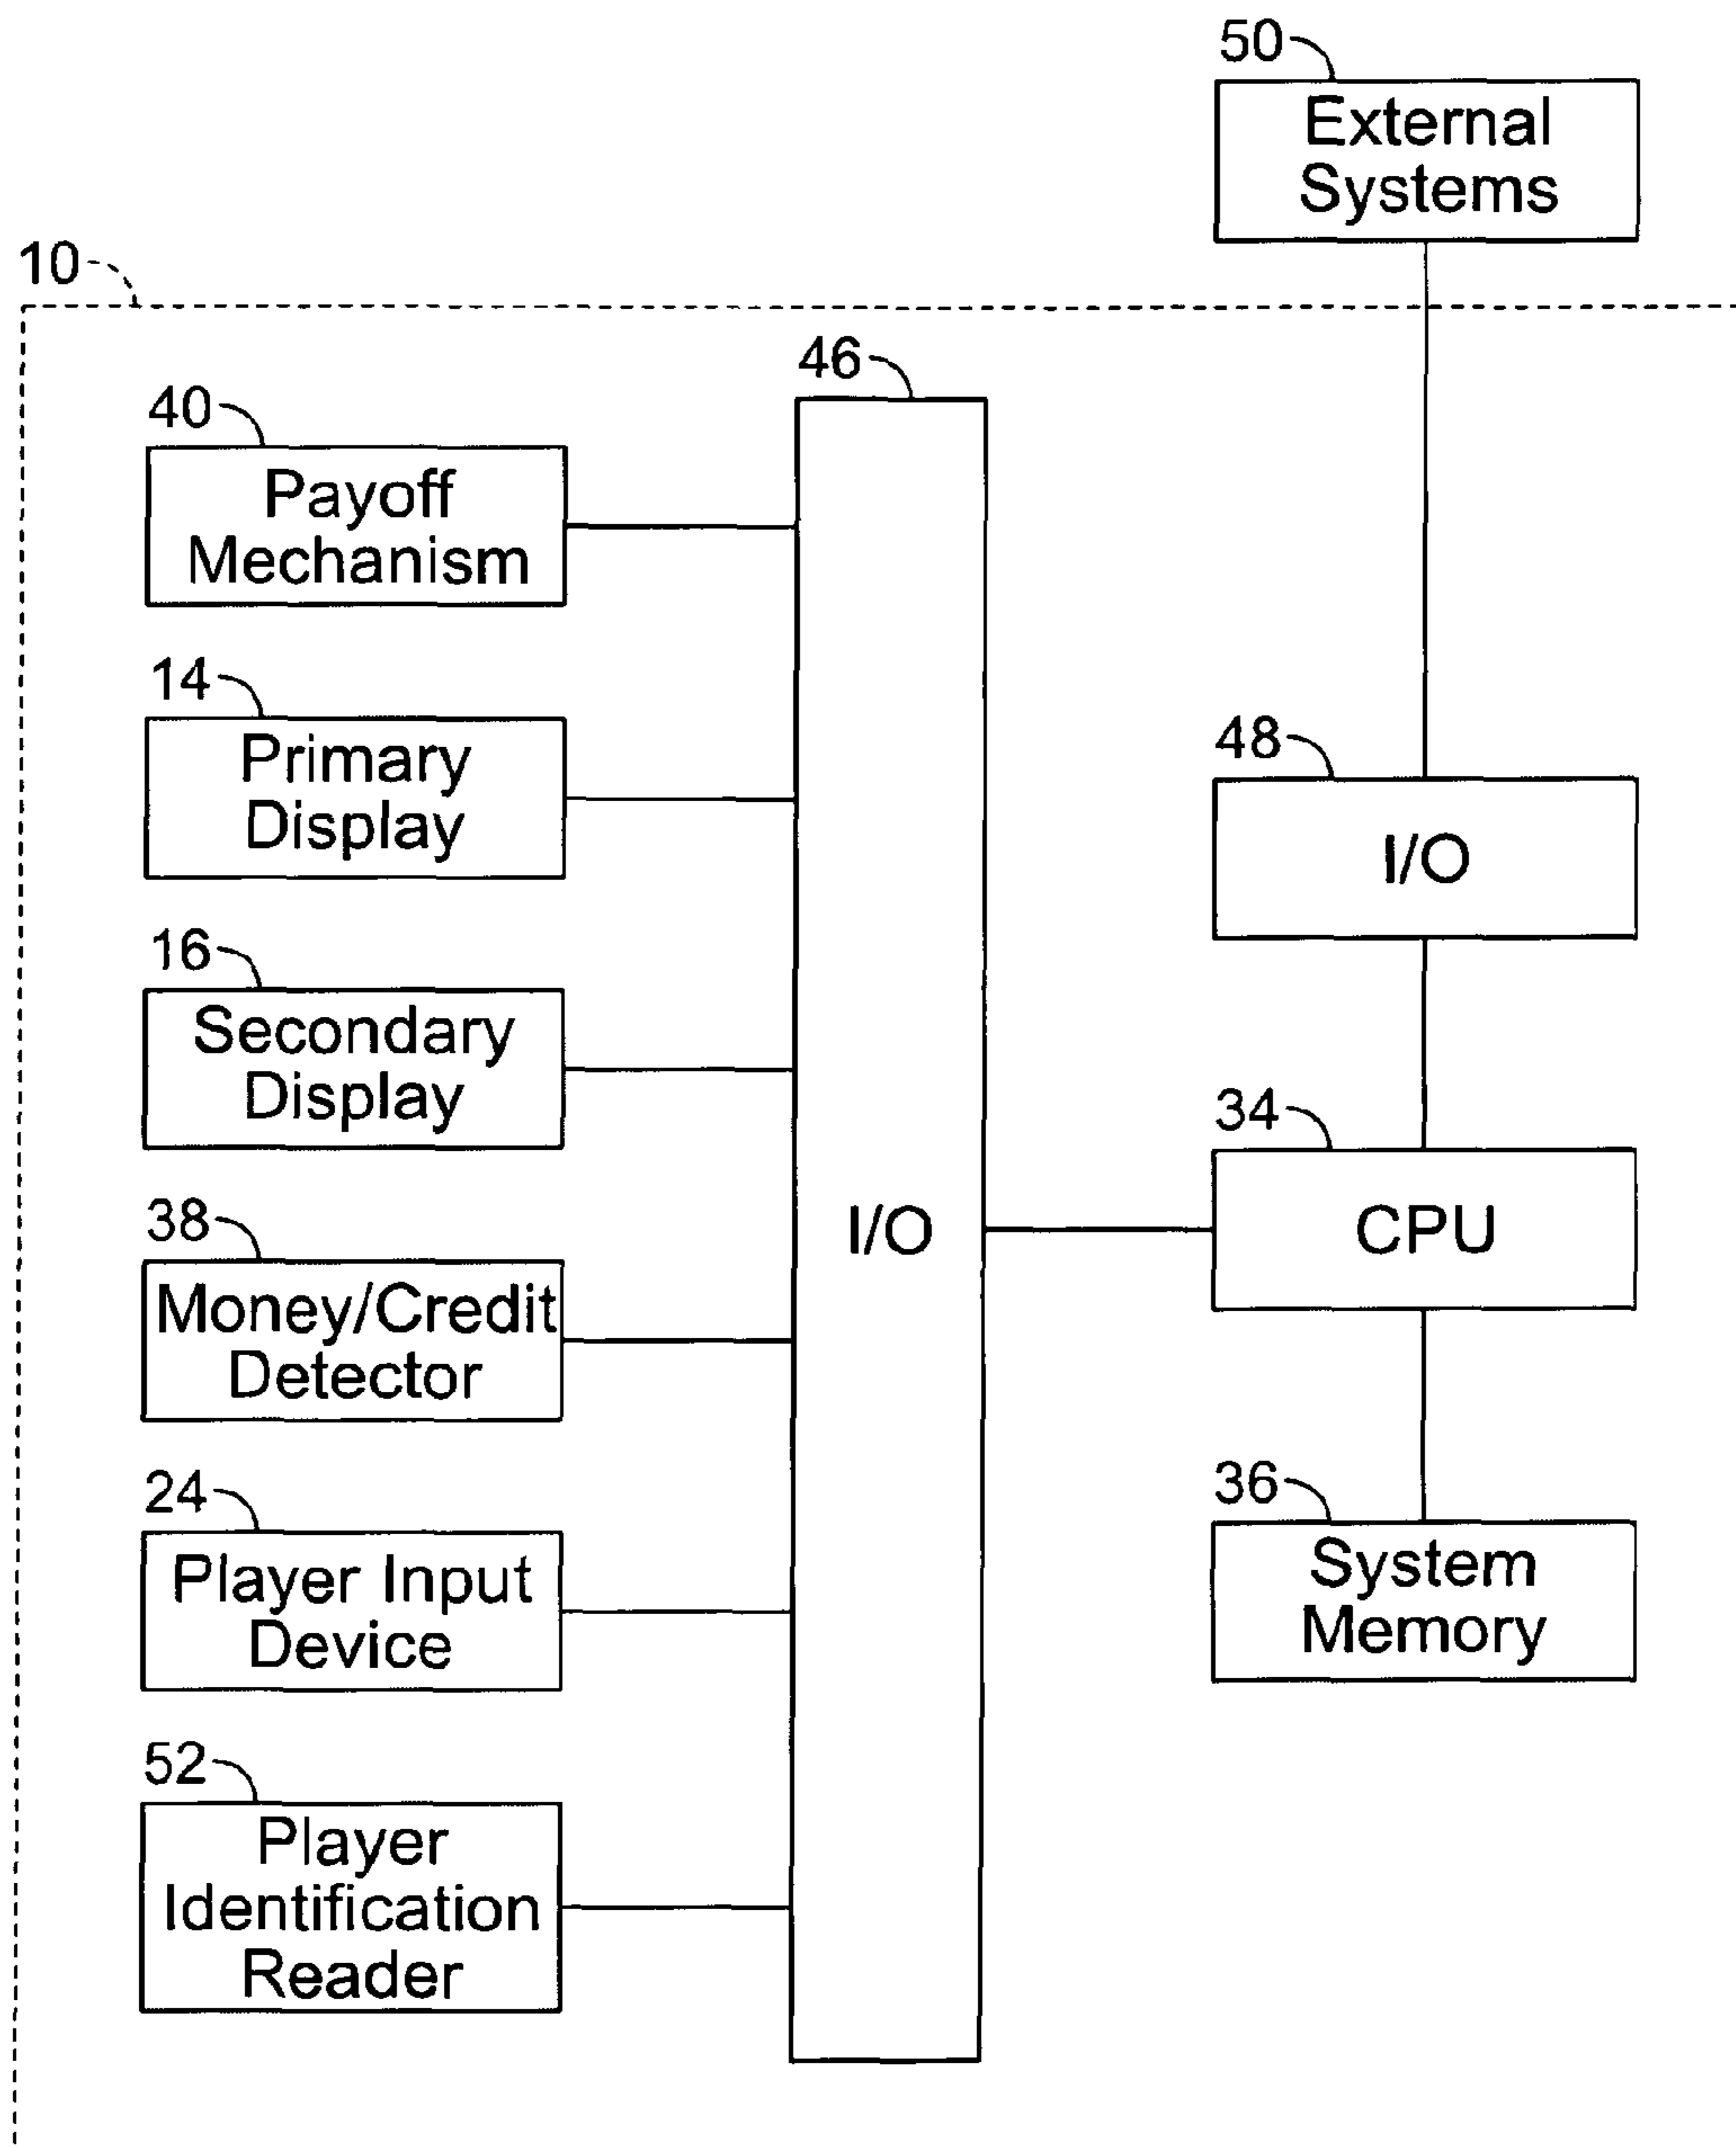 50
External
Systems
10
46
40
Payoff
Mechanism
14
Primary
Display
48
I/O
16
Secondary
Display
34
CPU
I/O
38
Money/Credit
Detector
24
Player Input
Device
36
System
Memory
52
Player
Identification
Reader